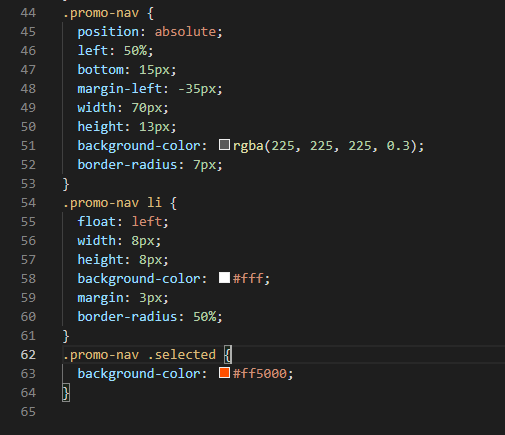 44 .promo-nav {
45   position: absolute;
46   left: 50%;
47   bottom: 15px;
48   margin-left: -35px;
49   width: 70px;
50   height: 13px;
51   background-color: rgba(225, 225, 225, 0.3);
52   border-radius: 7px;
53 }
54 .promo-nav li {
55   float: left;
56   width: 8px;
57   height: 8px;
58   background-color: #fff;
59   margin: 3px;
60   border-radius: 50%;
61 }
62 .promo-nav .selected {
63   background-color: #ff5000;
64 }
65